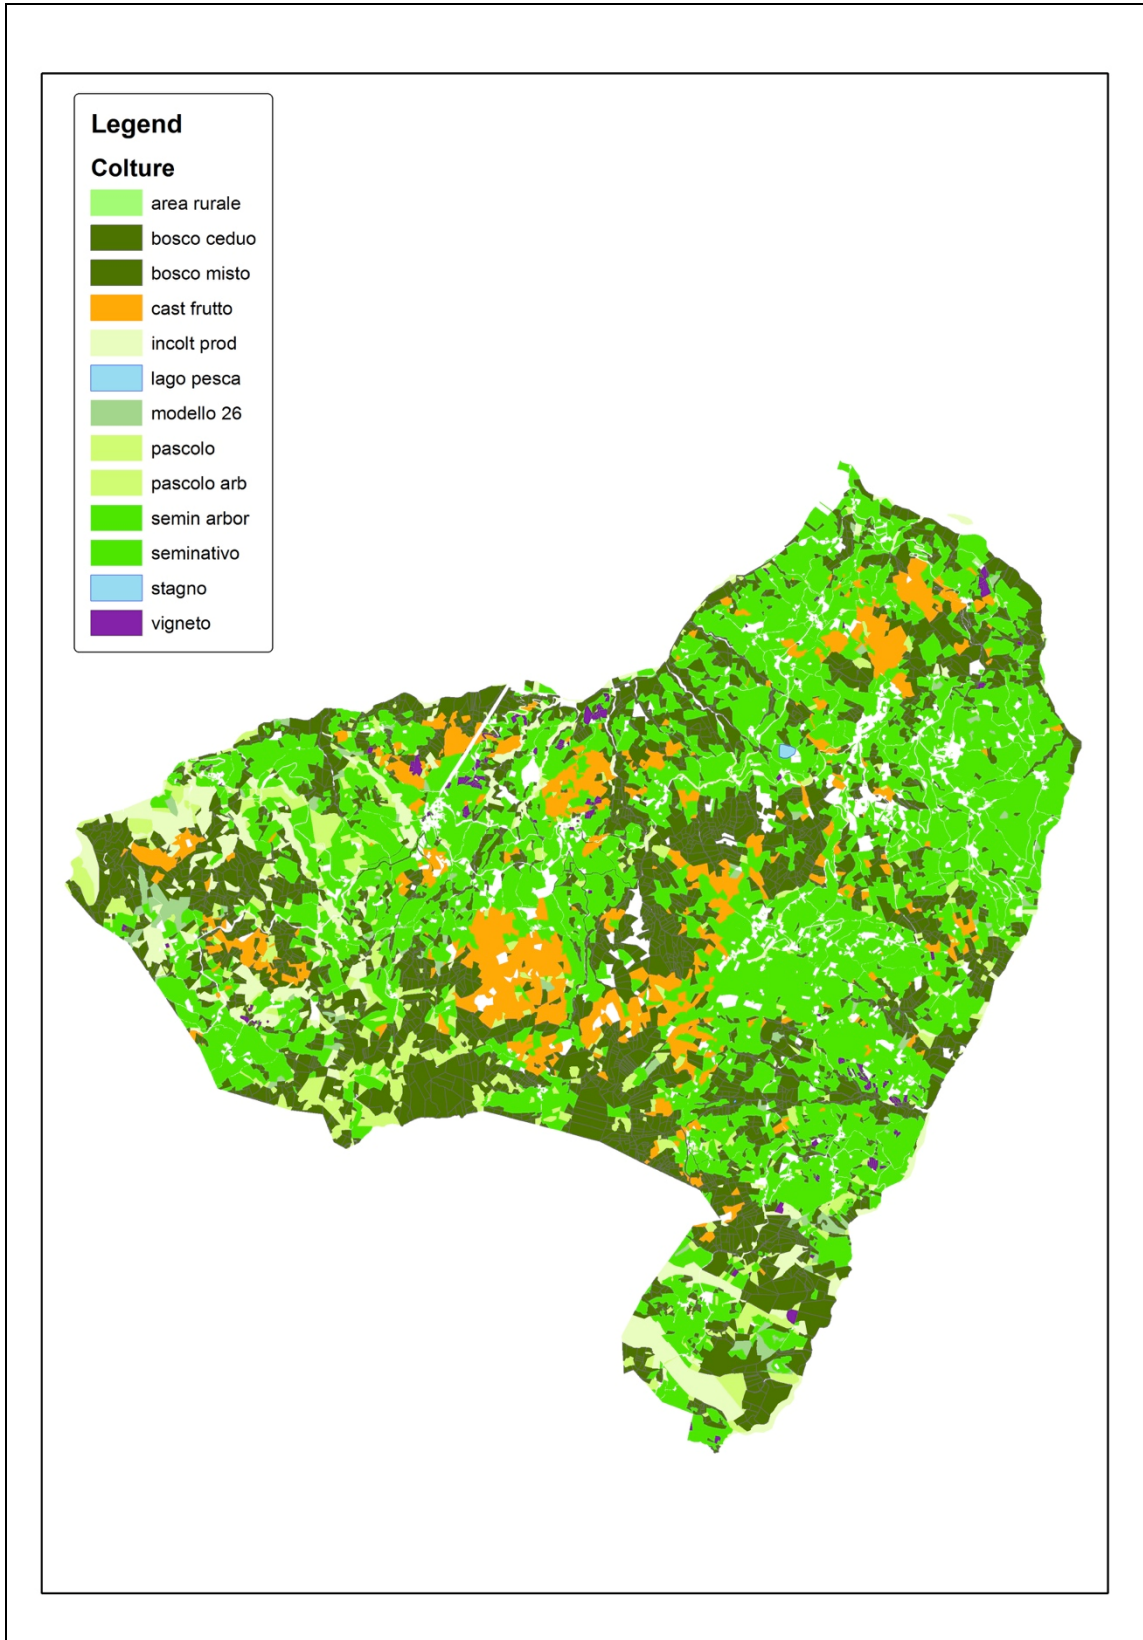 Legend
Colture
area rurale
bosco ceduo
bosco misto
cast frutto
incolt prod
lago pesca
modello 26
pascolo
pascolo arb
semin arbor
seminativo
stagno
vigneto